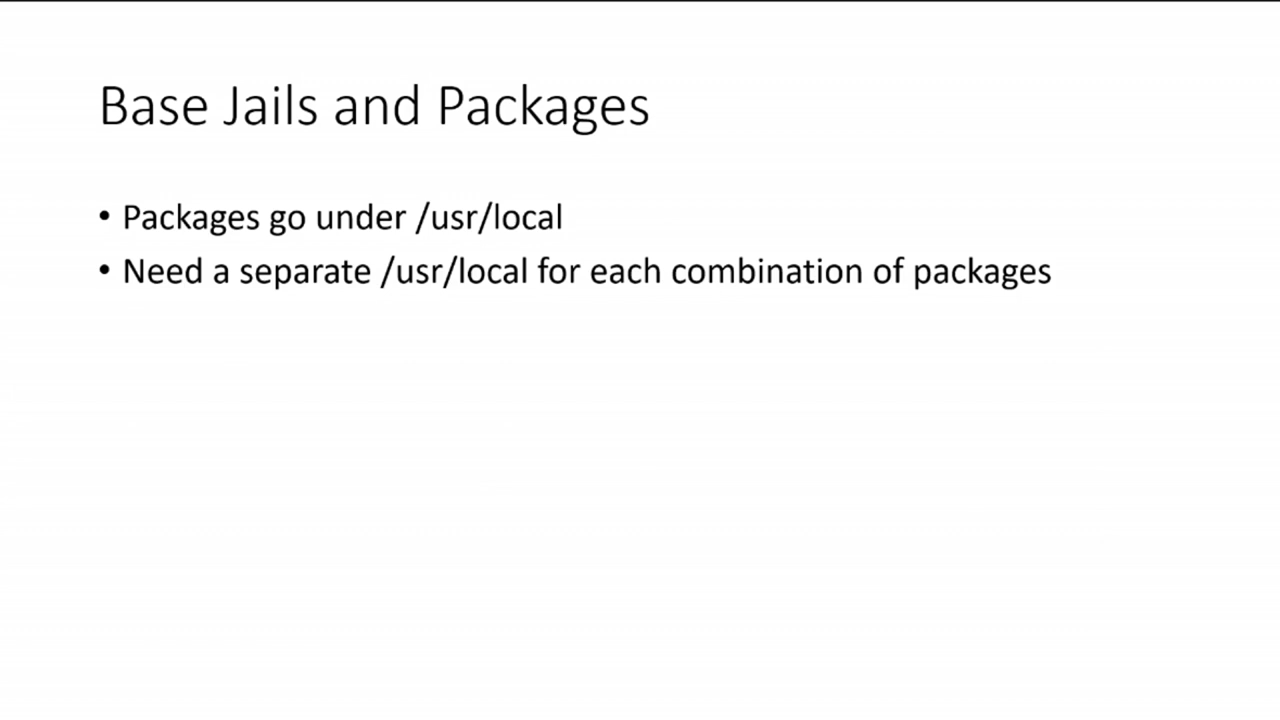 Base Jails and Packages
• Packages go under /usr/local
• Need a separate /usr/local for each combination of packages